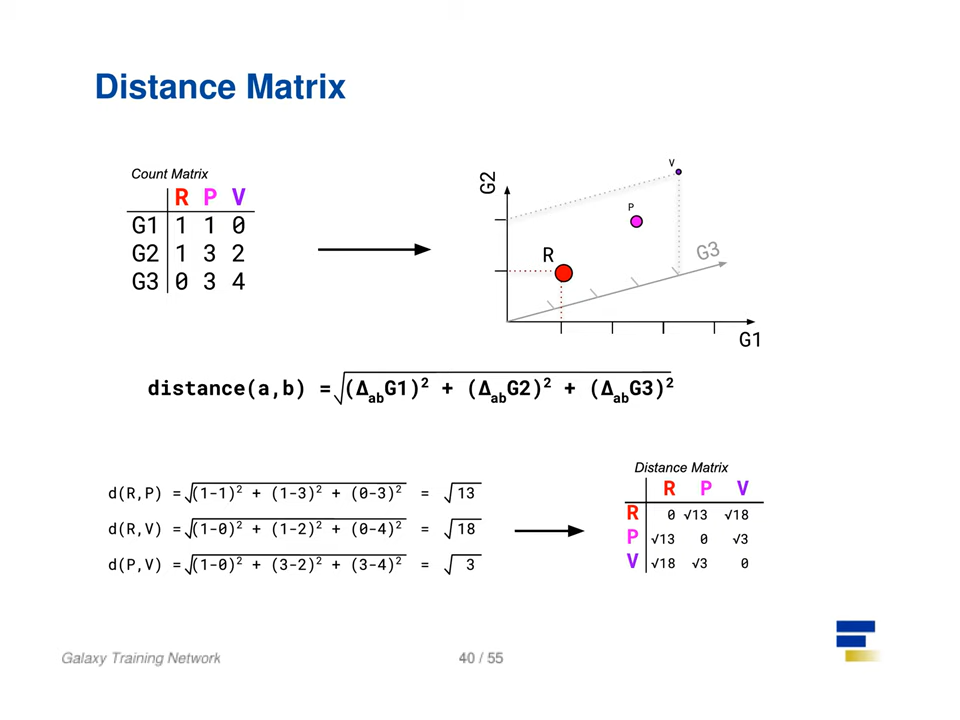 Distance Matrix
Count Matrix
R P V
G1 1 1 0
G2 1 3 2
G3 0 3 4
G2
V
P
R
G3
G1
distance(a,b) = √(ΔabG1)² + (ΔabG2)² + (ΔabG3)²
d(R,P) = √(1-1)² + (1-3)² + (0-3)² = √13
d(R,V) = √(1-0)² + (1-2)² + (0-4)² = √18
d(P,V) = √(1-0)² + (3-2)² + (3-4)² = √3
Distance Matrix
R P V
R 0 √13 √18
P √13 0 √3
V √18 √3 0
Galaxy Training Network
40 / 55